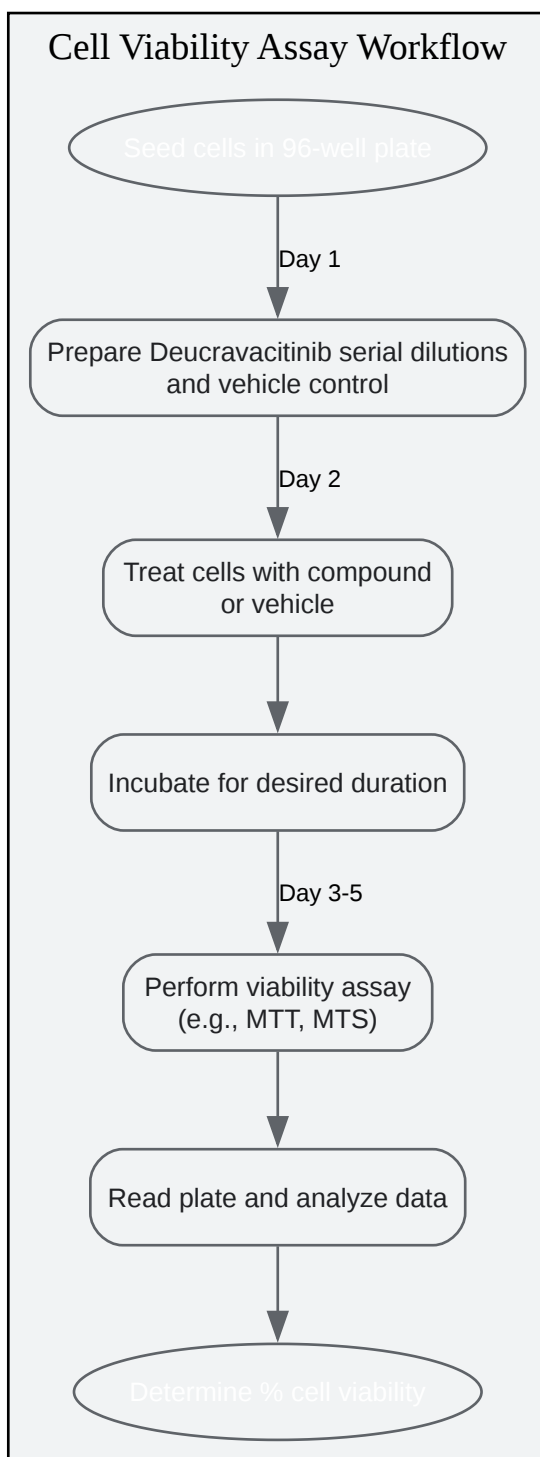 Cell Viability Assay Workflow
Seed cells in 96-well plate
Day 1
Prepare Deucravacitinib serial dilutions
and vehicle control
Day 2
Treat cells with compound
or vehicle
Incubate for desired duration
Day 3-5
Perform viability assay
(e.g., MTT, MTS)
Read plate and analyze data
Determine % cell viability